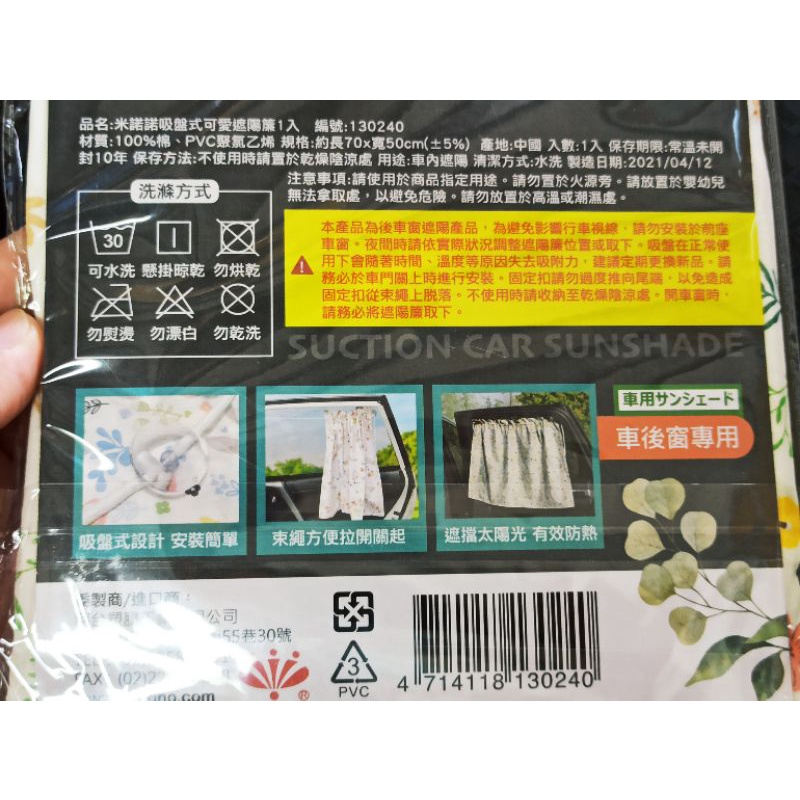 品名:米諾諾吸盤式可愛遮陽簾1入 編號:130240
材質:100%棉、PVC聚氯乙烯 規格:約長70x寬50cm(±5%) 產地:中國 入數:1入 保存期限:常溫未開
封10年 保存方法:不使用時請置於乾燥陰涼處 用途:車內遮陽 清潔方式:水洗 製造日期:2021/04/12
洗滌方式
注意事項:請使用於商品指定用途。請勿置於火源旁。請放置於嬰幼兒
無法拿取處，以避免危險。請勿放置於高溫或潮濕處。
30
可水洗 懸掛晾乾 勿烘乾
勿熨燙 勿漂白 勿乾洗
本產品為後車窗遮陽產品，為避免影響行車視線，請勿安裝於前座
車窗。夜間時請依實際狀況調整遮陽簾位置或取下。吸盤在正常使
用下會隨著時間、溫度等原因失去吸附力，建議定期更換新品。請
務必於車門關上時進行安裝。固定扣請勿過度推向尾端，以免造成
固定扣從束繩上脫落。不使用時請收納至乾燥陰涼處。開車窗時，
請務必將遮陽簾取下。
SUCTION CAR SUNSHADE
車用サンシェード
車後窗專用
吸盤式設計 安裝簡單
束繩方便拉開關起
遮擋太陽光 有效防熱
製商/進口商：
公司
55巷30號
FAX (02)2
.com
®
3
PVC
4 714118 130240